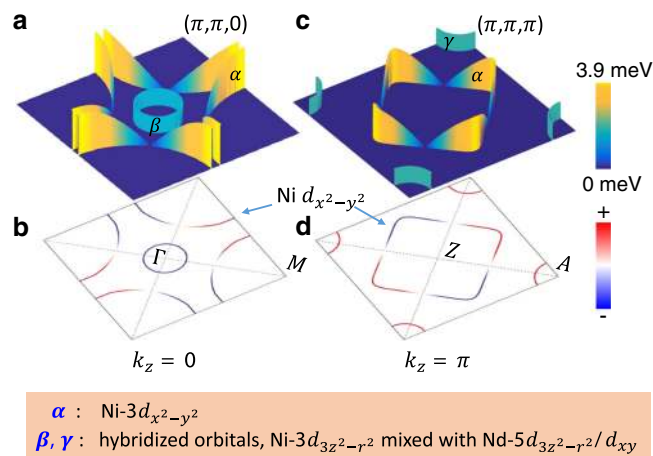 a (π,π,0) c (π,π,π)
γ
α α
β
3.9 meV
0 meV
Ni d_{x²−y²}
b d
+
Γ M Z A
-
k_z = 0 k_z = π
α : Ni-3d_{x²−y²}
β, γ : hybridized orbitals, Ni-3d_{3z²−r²} mixed with Nd-5d_{3z²−r²}/d_{xy}